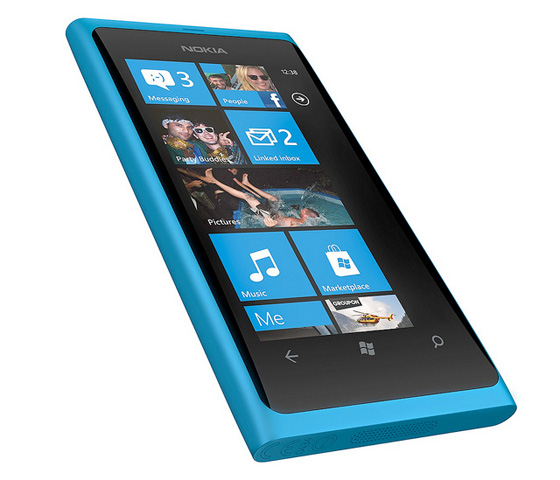 NOKIA
12:38
3
Messaging
People
f
Party Buddies
2
Linked inbox
Pictures
Music
Marketplace
Me
GROUPON